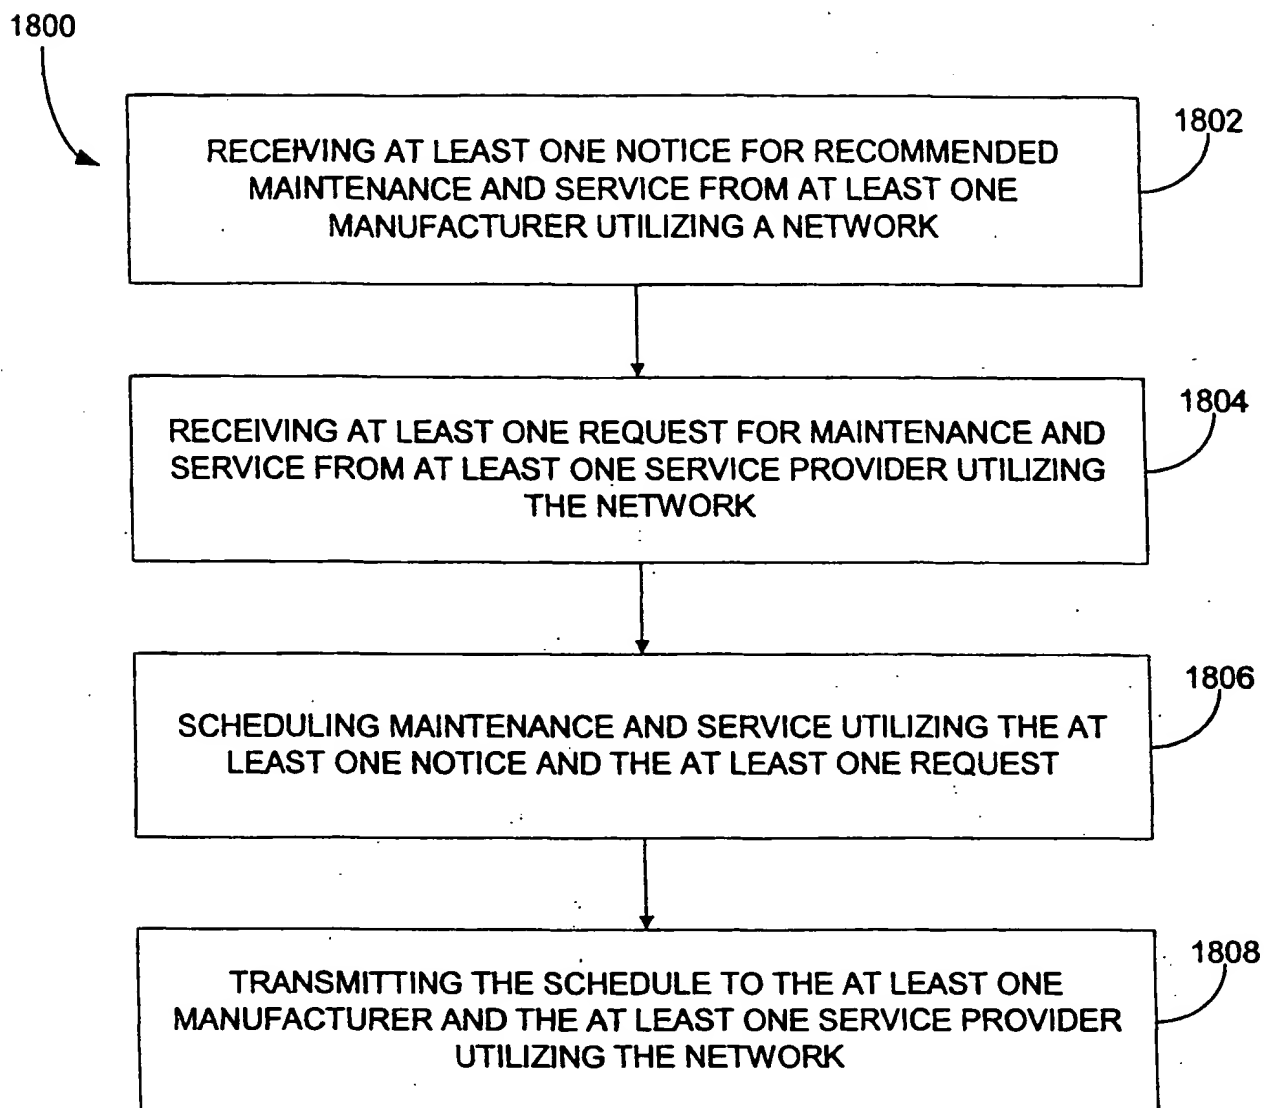 1800
1802
RECEIVING AT LEAST ONE NOTICE FOR RECOMMENDED
MAINTENANCE AND SERVICE FROM AT LEAST ONE
MANUFACTURER UTILIZING A NETWORK
1804
RECEIVING AT LEAST ONE REQUEST FOR MAINTENANCE AND
SERVICE FROM AT LEAST ONE SERVICE PROVIDER UTILIZING
THE NETWORK
1806
SCHEDULING MAINTENANCE AND SERVICE UTILIZING THE AT
LEAST ONE NOTICE AND THE AT LEAST ONE REQUEST
1808
TRANSMITTING THE SCHEDULE TO THE AT LEAST ONE
MANUFACTURER AND THE AT LEAST ONE SERVICE PROVIDER
UTILIZING THE NETWORK